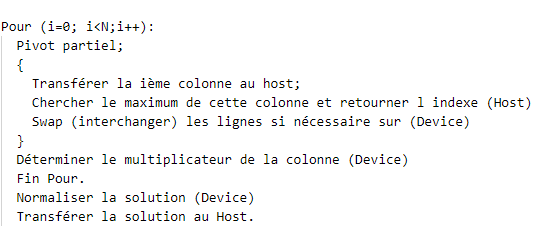 Pour (i=0; i<N;i++):
Pivot partiel;
{
Transférer la ième colonne au host;
Chercher le maximum de cette colonne et retourner l indexe (Host)
Swap (interchanger) les lignes si nécessaire sur (Device)
}
Déterminer le multiplicateur de la colonne (Device)
Fin Pour.
Normaliser la solution (Device)
Transférer la solution au Host.